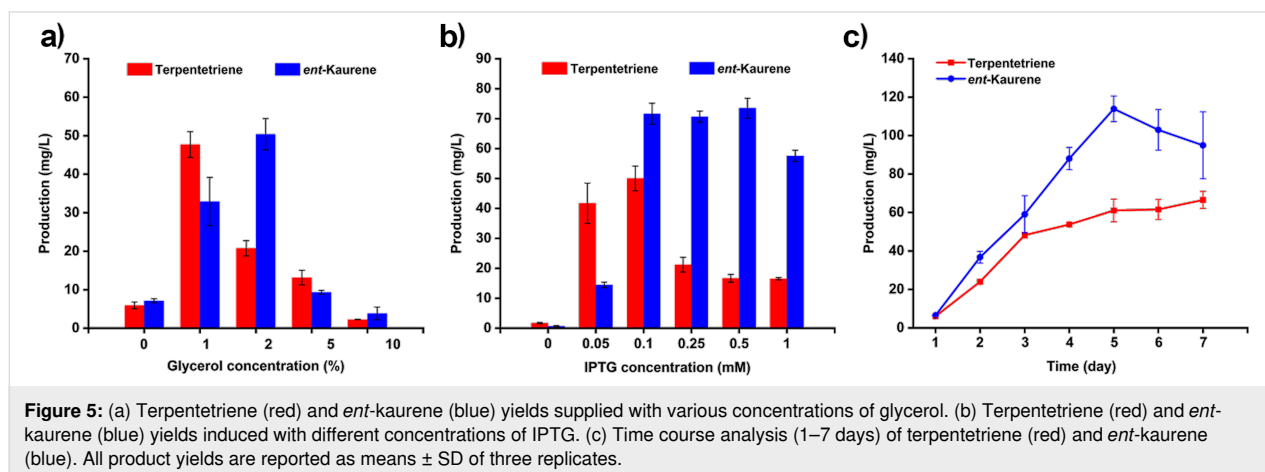 a)
70
60
50
40
30
20
10
0
Production (mg/L)
Terpentetriene
ent-Kaurene
0 1 2 5 10
Glycerol concentration (%)
b)
90
80
70
60
50
40
30
20
10
0
Production (mg/L)
Terpentetriene
ent-Kaurene
0 0.05 0.1 0.25 0.5 1
IPTG concentration (mM)
c)
140
120
100
80
60
40
20
0
Production (mg/L)
Terpentetriene
ent-Kaurene
1 2 3 4 5 6 7
Time (day)
Figure 5: (a) Terpentetriene (red) and ent-kaurene (blue) yields supplied with various concentrations of glycerol. (b) Terpentetriene (red) and ent-
kaurene (blue) yields induced with different concentrations of IPTG. (c) Time course analysis (1–7 days) of terpentetriene (red) and ent-kaurene
(blue). All product yields are reported as means ± SD of three replicates.